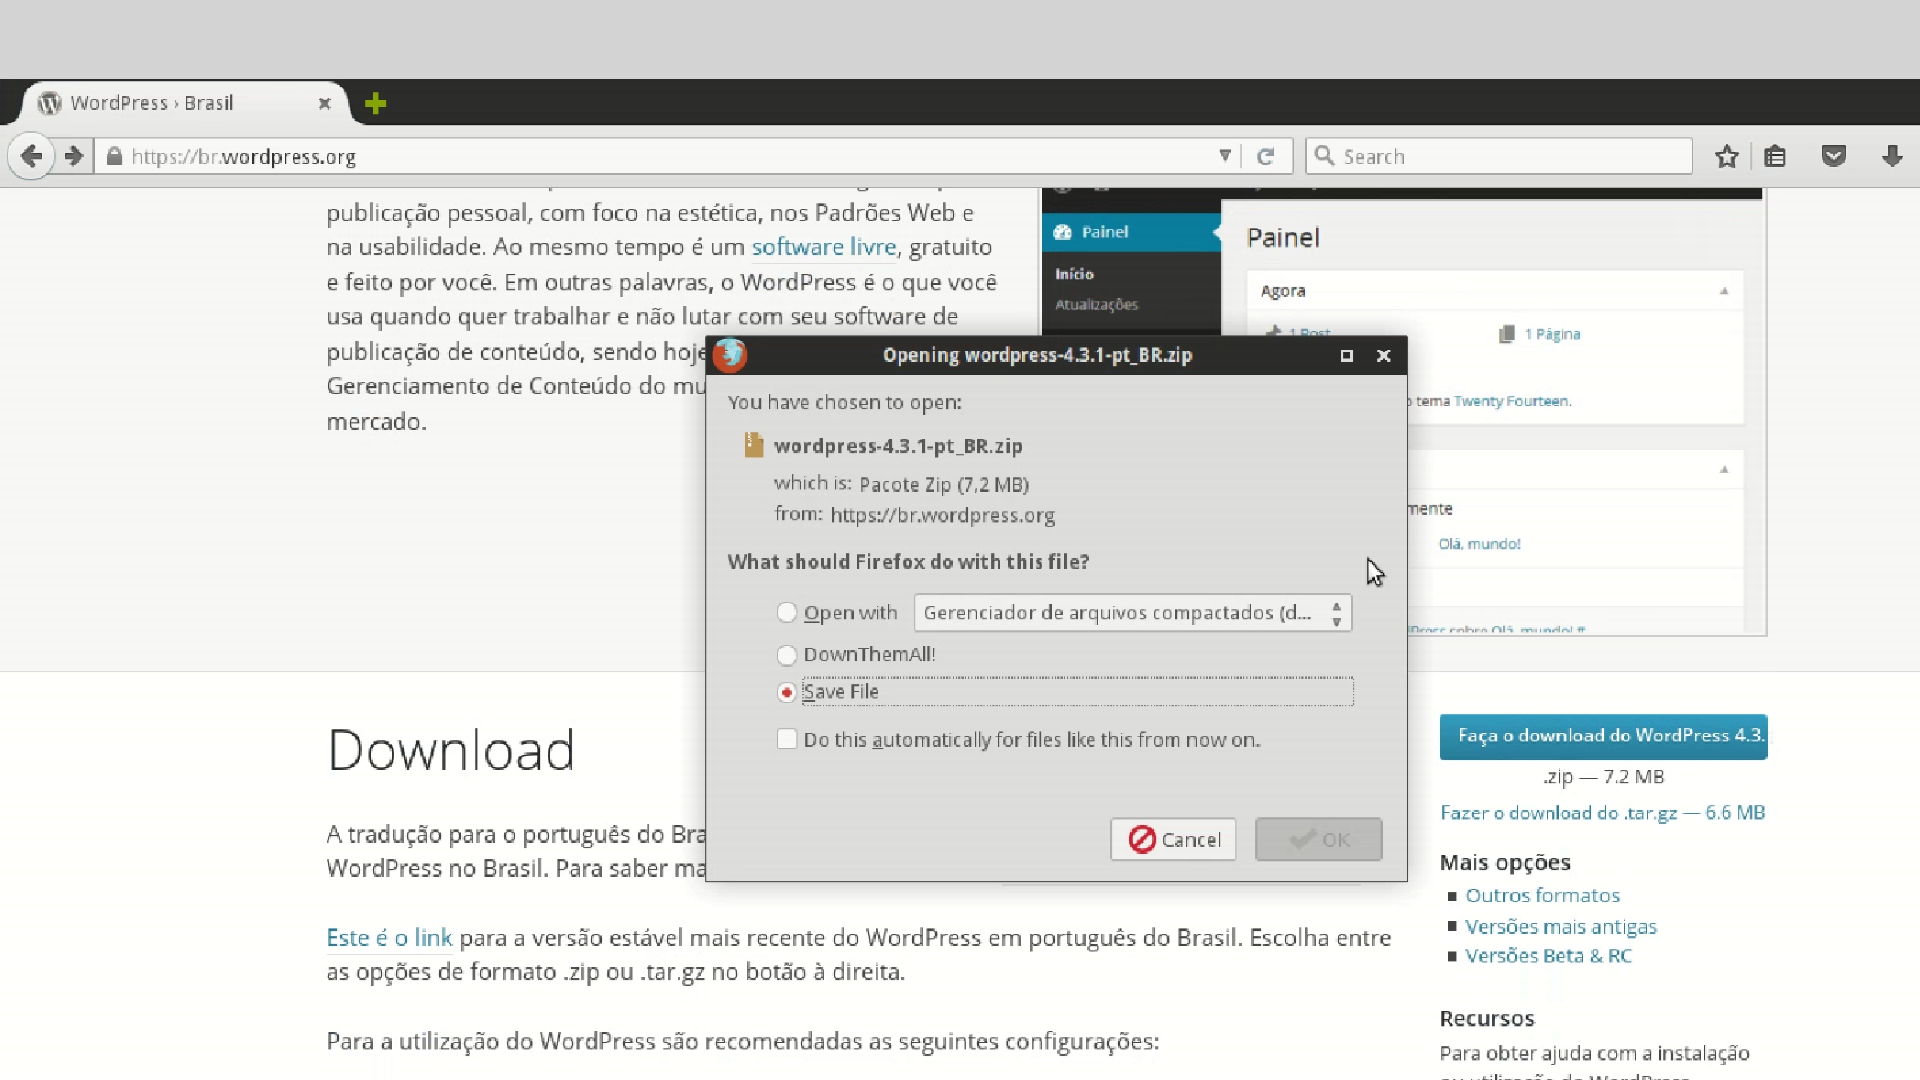 WordPress › Brasil
https://br.wordpress.org
Search
publicação pessoal, com foco na estética, nos Padrões Web e
na usabilidade. Ao mesmo tempo é um software livre, gratuito
e feito por você. Em outras palavras, o WordPress é o que você
usa quando quer trabalhar e não lutar com seu software de
publicação de conteúdo, sendo hoje
Gerenciamento de Conteúdo do mu
mercado.
Painel
Início
Atualizações
Painel
Agora
1 Post
1 Página
tema Twenty Fourteen.
mente
Olá, mundo!
Press sobre Olá, mundo! #
Opening wordpress-4.3.1-pt_BR.zip
You have chosen to open:
wordpress-4.3.1-pt_BR.zip
which is: Pacote Zip (7,2 MB)
from: https://br.wordpress.org
What should Firefox do with this file?
Open with Gerenciador de arquivos compactados (d...
DownThemAll!
Save File
Do this automatically for files like this from now on.
Cancel
OK
Download
A tradução para o português do Bra
WordPress no Brasil. Para saber ma
Este é o link para a versão estável mais recente do WordPress em português do Brasil. Escolha entre
as opções de formato .zip ou .tar.gz no botão à direita.
Para a utilização do WordPress são recomendadas as seguintes configurações:
Faça o download do WordPress 4.3.
.zip — 7.2 MB
Fazer o download do .tar.gz — 6.6 MB
Mais opções
Outros formatos
Versões mais antigas
Versões Beta & RC
Recursos
Para obter ajuda com a instalação
ou utilização do WordPress